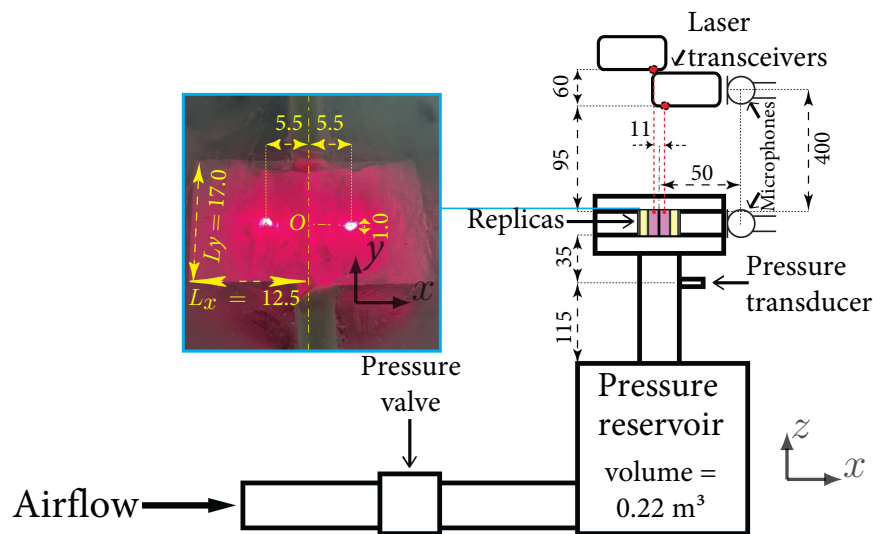 Laser
transceivers
60
95
11
50
400
Microphones
Replicas
35
115
Pressure
transducer
5.5
5.5
O
1.0
Ly = 17.0
Lx = 12.5
y
x
Pressure
valve
Pressure
reservoir
volume =
0.22 m³
z
x
Airflow